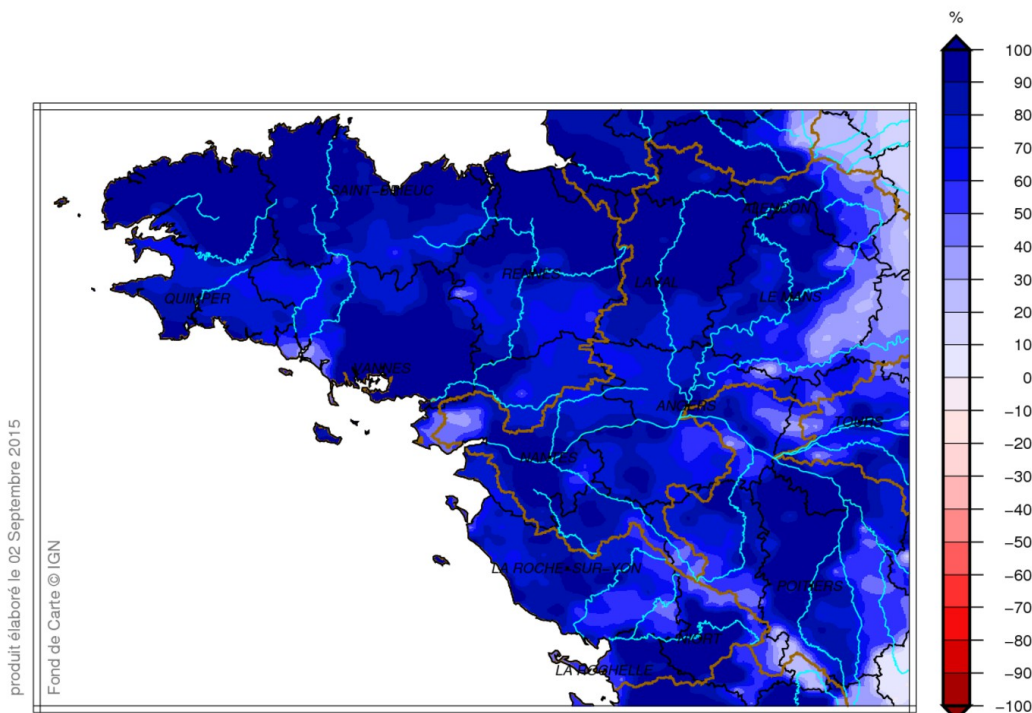 %
100
90
80
70
60
50
40
30
20
10
0
−10
−20
−30
−40
−50
−60
−70
−80
−90
−100
SAINT−BRIEUC
ALENCON
RENNES
LAVAL
QUIMPER
LE MANS
VANNES
ANGERS
TOURS
NANTES
LA ROCHE−SUR−YON
POITIERS
NIORT
LA ROCHELLE
produit élaboré le 02 Septembre 2015
Fond de Carte © IGN